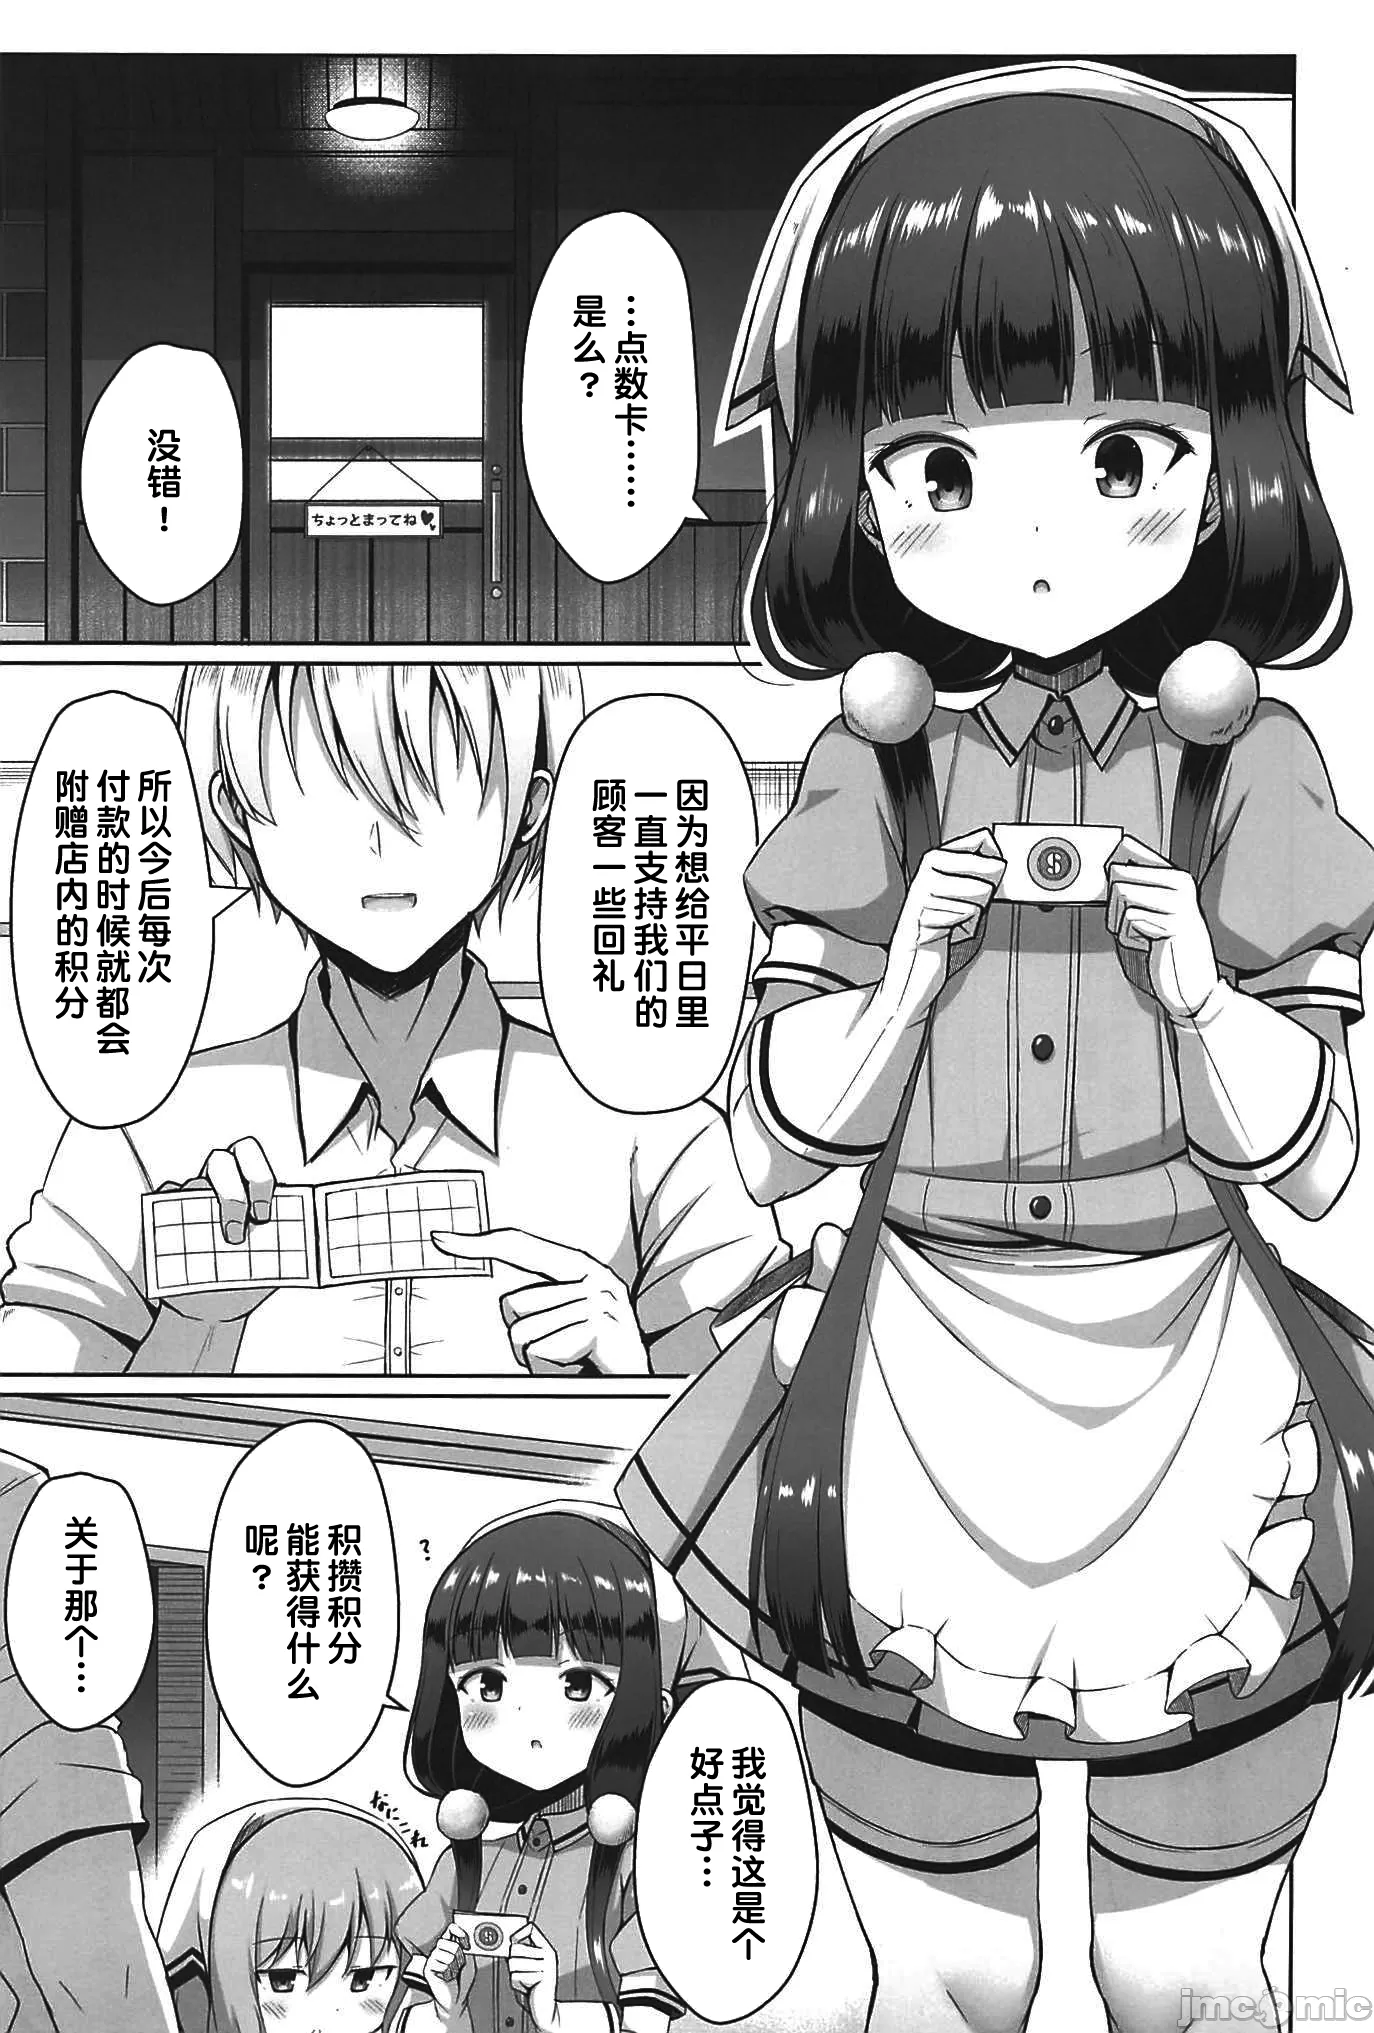 …点数卡……
是么？
没错！
ちょっとまってね
因为想给平日里
一直支持我们的
顾客一些回礼
所以今后每次
付款的时候就都会
附赠店内的积分
$
?
积攒积分
能获得什么
呢？
关于那个…
我觉得这是个
好点子…
$
jmcomic